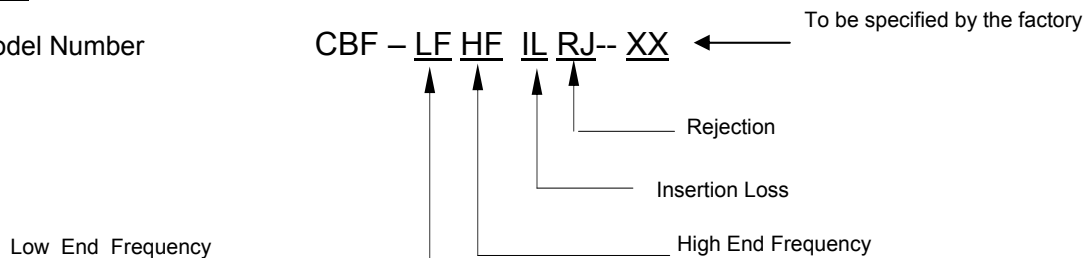 To be specified by the factory
odel Number CBF – LF HF IL RJ-- XX
Rejection
Insertion Loss
Low End Frequency High End Frequency